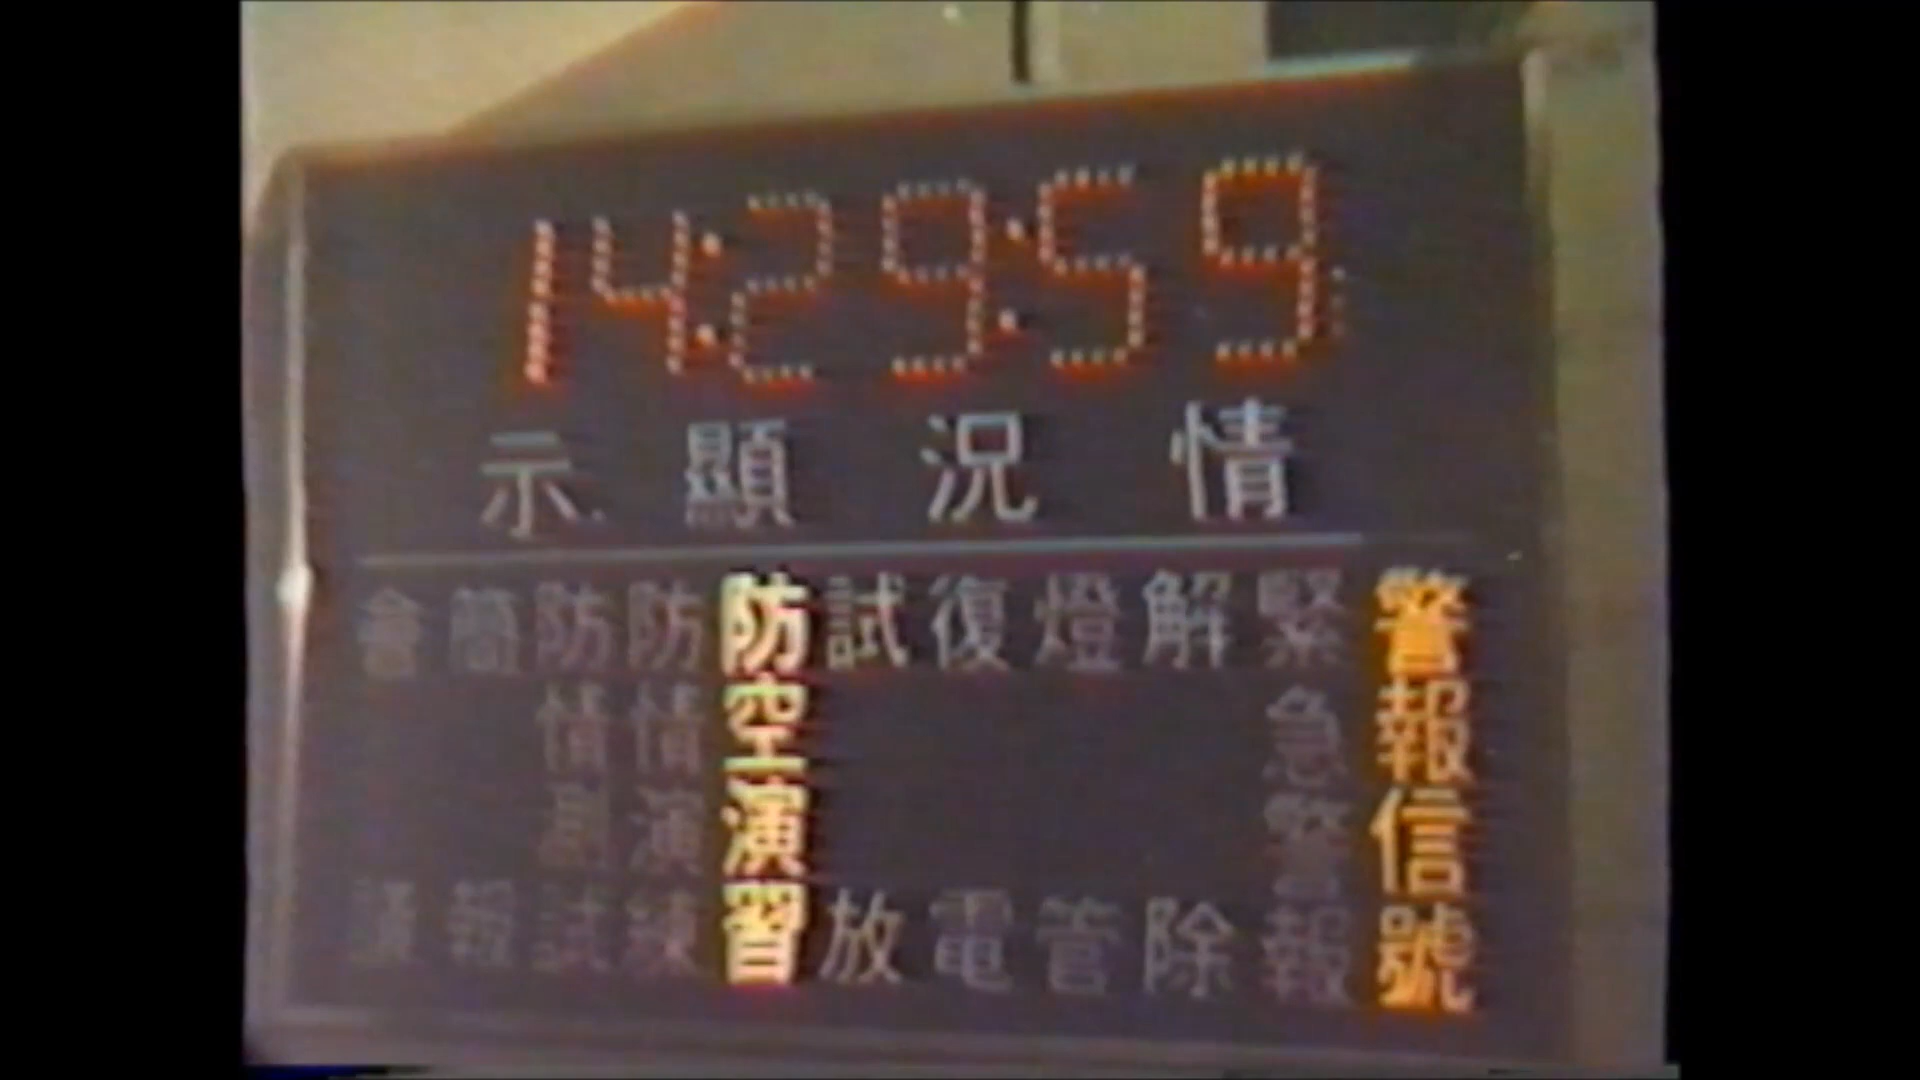 14:29:59
情況顯示
警報信號
緊急警報
解除
燈管
復電
試放
防空演習
防情演練
防情測試
簡報
會議